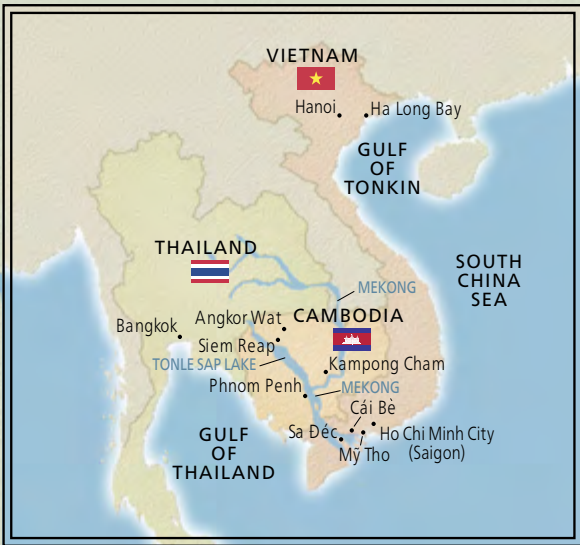 VIETNAM
Hanoi
Ha Long Bay
GULF
OF
TONKIN
THAILAND
SOUTH
CHINA
SEA
MEKONG
Angkor Wat
CAMBODIA
Bangkok
Siem Reap
TONLE SAP LAKE
Kampong Cham
Phnom Penh
MEKONG
Cái Bè
Sa Đéc
Ho Chi Minh City
(Saigon)
Mỹ Tho
GULF
OF
THAILAND